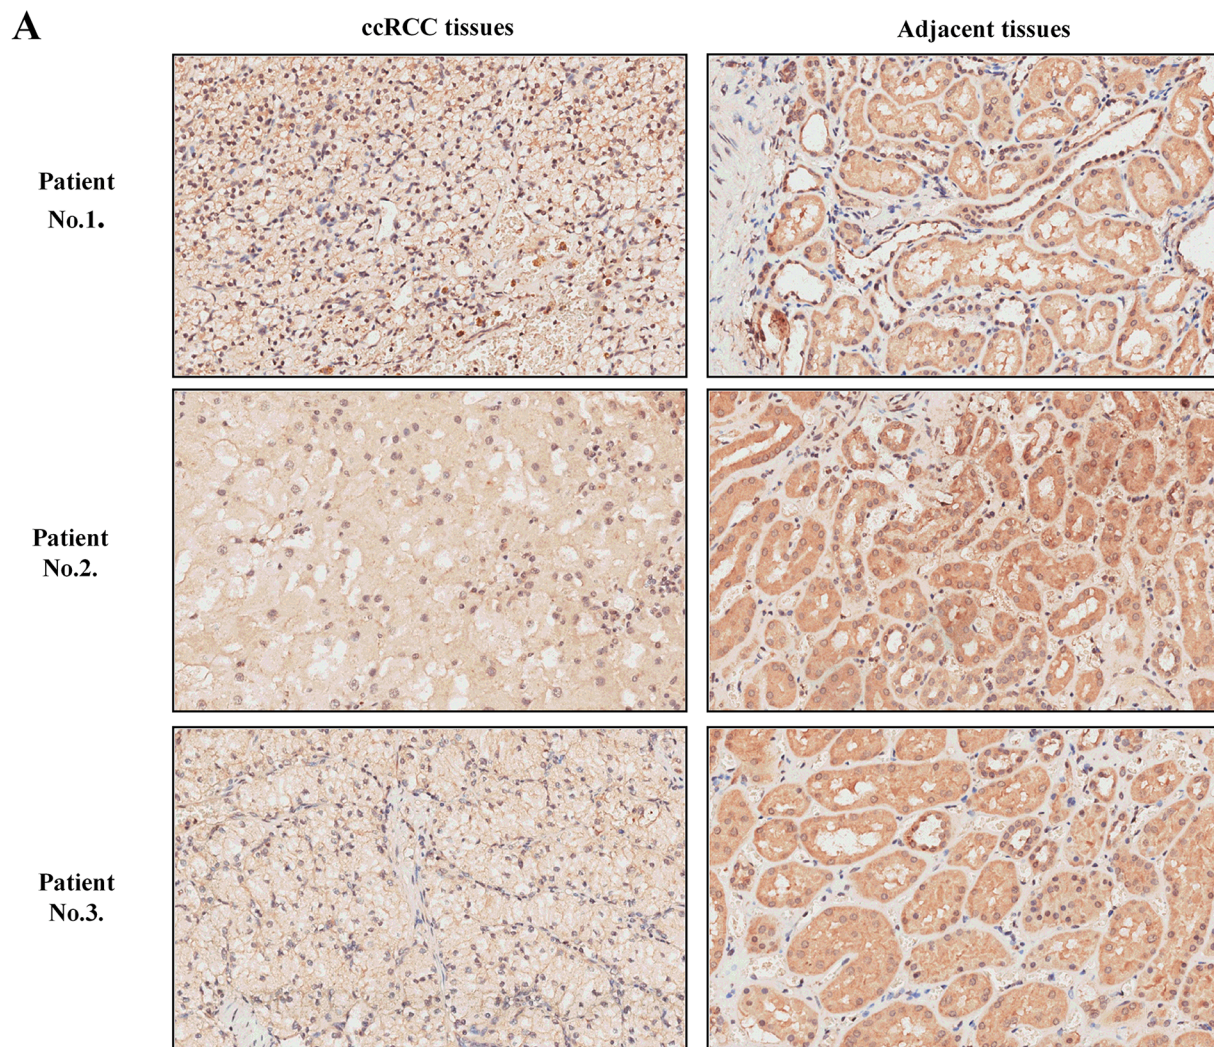 A
ccRCC tissues
Adjacent tissues
Patient
No.1.
Patient
No.2.
Patient
No.3.